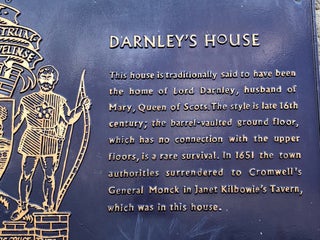 STRUNG
DARNLEY'S HOUSE
This house is traditionally said to have been
the home of Lord Darnley, husband of
Mary, Queen of Scots. The style is late 16th
century; the barrel-vaulted ground floor,
which has no connection with the upper
floors, is a rare survival. In 1651 the town
authorities surrendered to Cromwell's
General Monck in Janet Kilbowie's Tavern,
which was in this house.